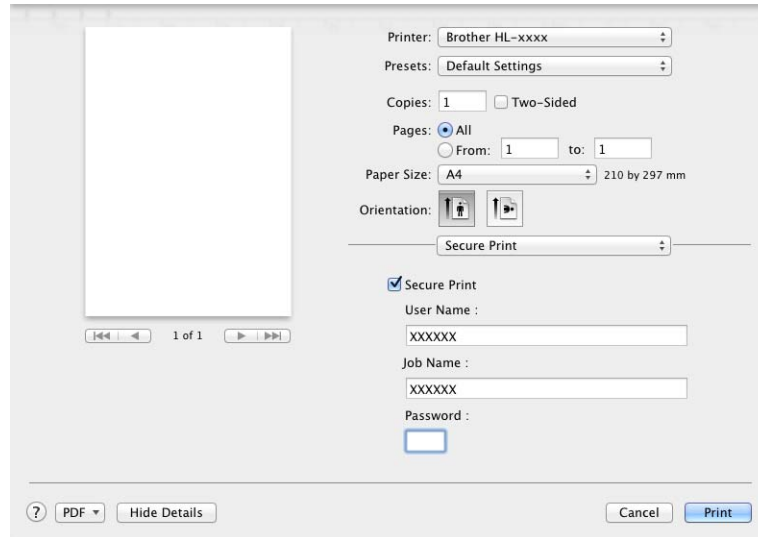 Printer: Brother HL-xxxx
Presets: Default Settings
Copies: 1 Two-Sided
Pages: All
From: 1 to: 1
Paper Size: A4 210 by 297 mm
Orientation:
Secure Print
Secure Print
User Name :
XXXXXX
Job Name :
XXXXXX
Password :
1 of 1
? PDF Hide Details Cancel Print